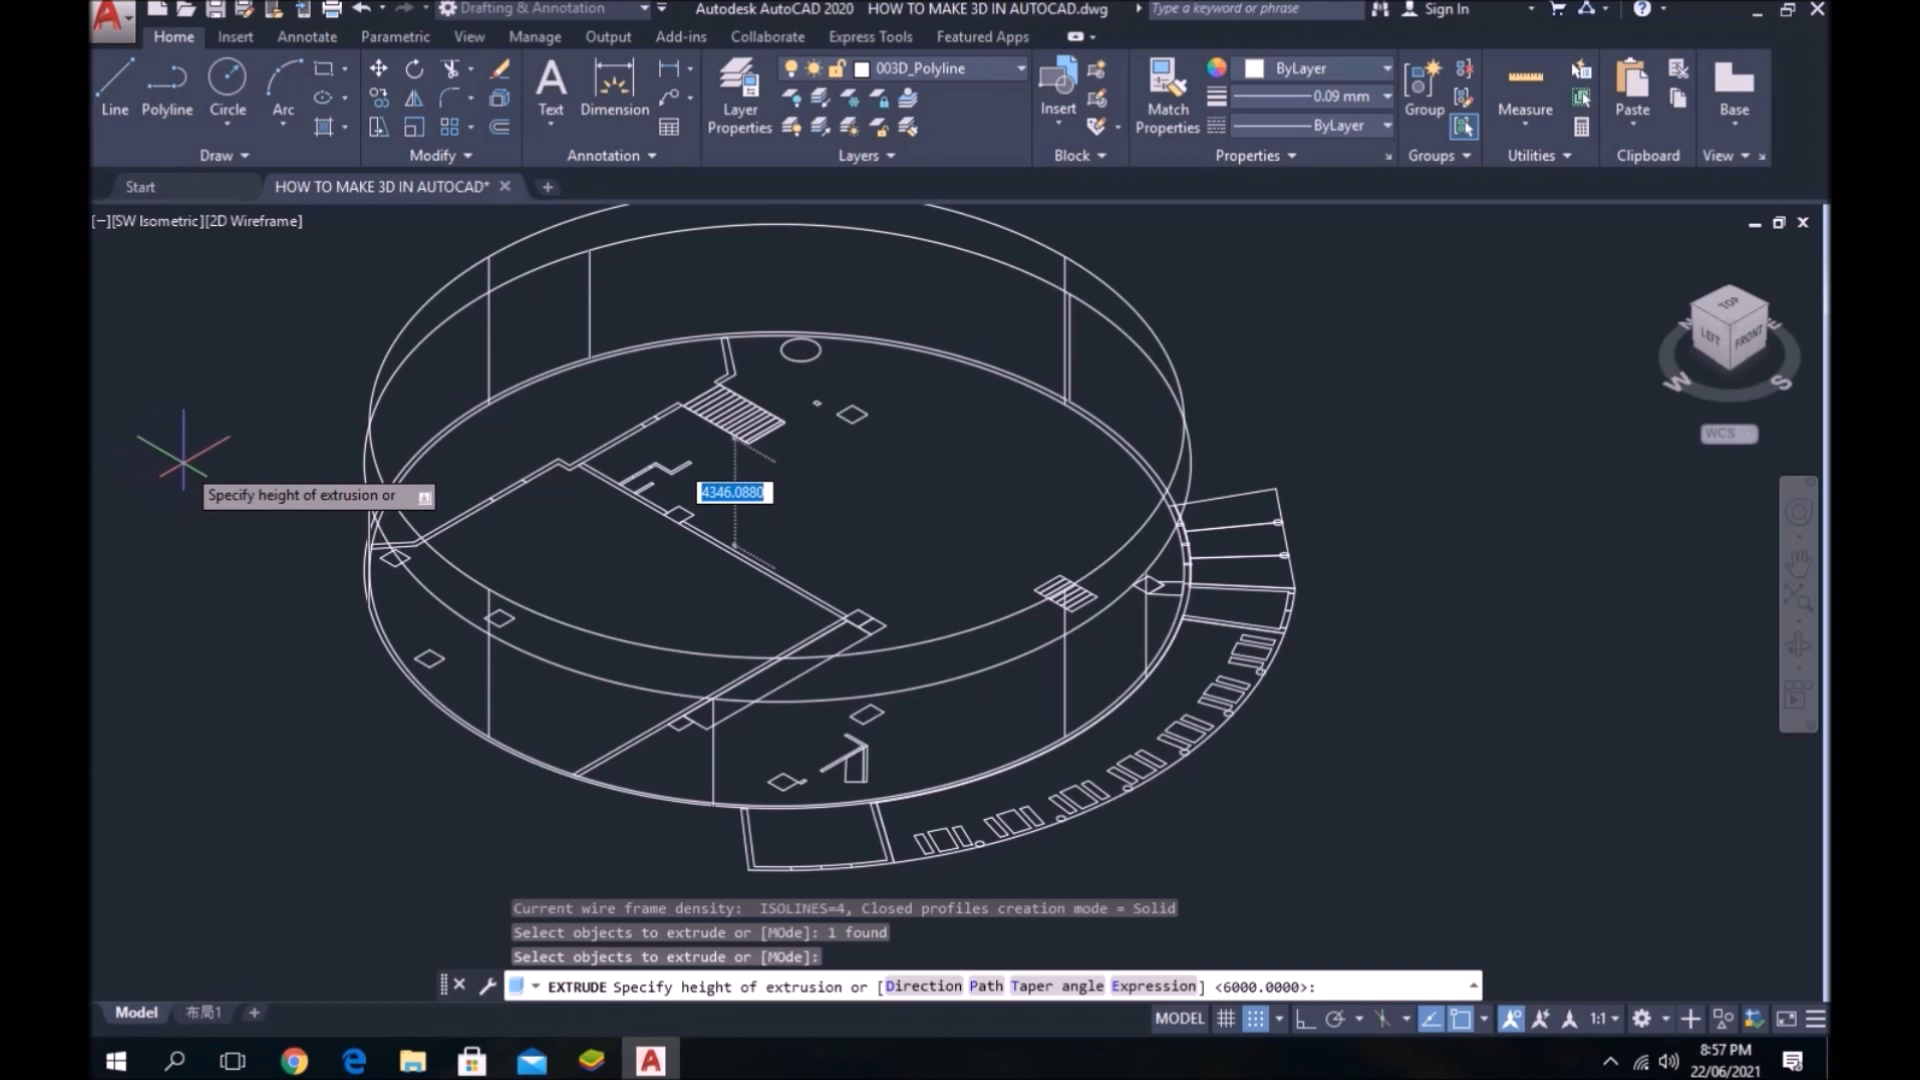 Drafting & Annotation
Autodesk AutoCAD 2020 HOW TO MAKE 3D IN AUTOCAD.dwg
Type a keyword or phrase
Sign In
Home Insert Annotate Parametric View Manage Output Add-ins Collaborate Express Tools Featured Apps
Line Polyline Circle Arc
Text Dimension
Layer
Properties
003D_Polyline
Insert
Match
Properties
ByLayer
0.09 mm
ByLayer
Group
Measure
Paste
Base
Draw Modify Annotation Layers Block Properties Groups Utilities Clipboard View
Start HOW TO MAKE 3D IN AUTOCAD*
[−][SW Isometric][2D Wireframe]
TOP
LEFT FRONT
W S
WCS
Specify height of extrusion or
4346.0880
Current wire frame density: ISOLINES=4, Closed profiles creation mode = Solid
Select objects to extrude or [MOde]: 1 found
Select objects to extrude or [MOde]:
EXTRUDE Specify height of extrusion or [Direction Path Taper angle Expression] <6000.0000>:
Model 布局1
MODEL 1:1
8:57 PM
22/06/2021